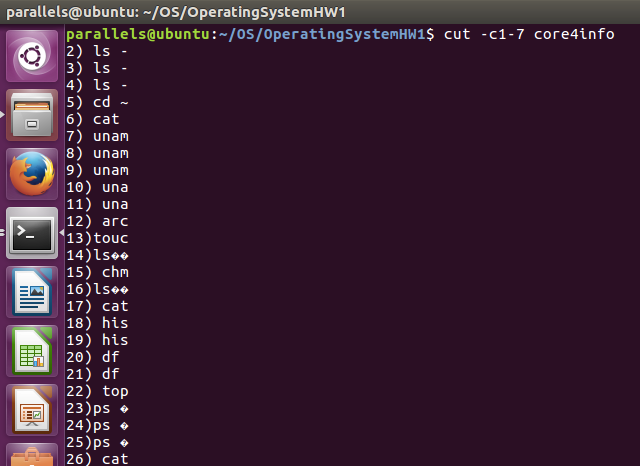 parallels@ubuntu: ~/OS/OperatingSystemHW1
parallels@ubuntu:~/OS/OperatingSystemHW1$ cut -c1-7 core4info
2) ls -
3) ls -
4) ls -
5) cd ~
6) cat
7) unam
8) unam
9) unam
10) una
11) una
12) arc
13)touc
14)ls��
15) chm
16)ls��
17) cat
18) his
19) his
20) df
21) df
22) top
23)ps �
24)ps �
25)ps �
26) cat